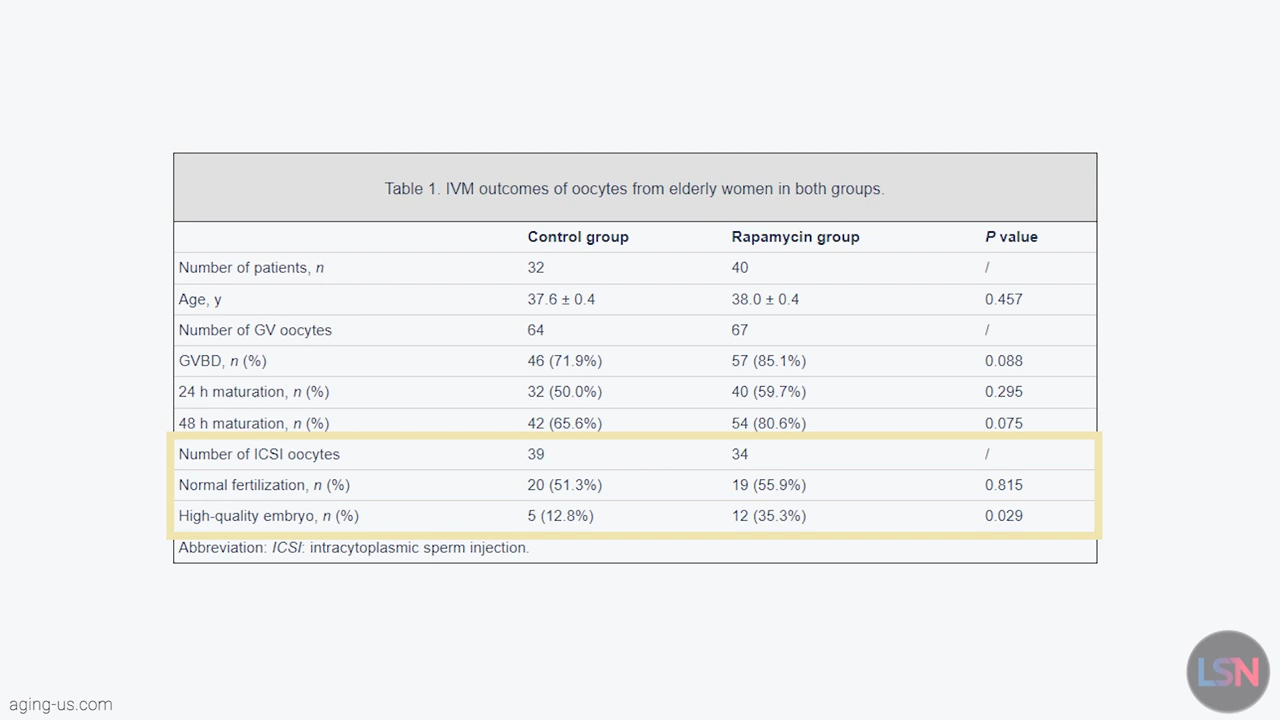 Table 1. IVM outcomes of oocytes from elderly women in both groups.
Control group Rapamycin group P value
Number of patients, n 32 40 /
Age, y 37.6 ± 0.4 38.0 ± 0.4 0.457
Number of GV oocytes 64 67 /
GVBD, n (%) 46 (71.9%) 57 (85.1%) 0.088
24 h maturation, n (%) 32 (50.0%) 40 (59.7%) 0.295
48 h maturation, n (%) 42 (65.6%) 54 (80.6%) 0.075
Number of ICSI oocytes 39 34 /
Normal fertilization, n (%) 20 (51.3%) 19 (55.9%) 0.815
High-quality embryo, n (%) 5 (12.8%) 12 (35.3%) 0.029
Abbreviation: ICSI: intracytoplasmic sperm injection.
LSN
aging-us.com